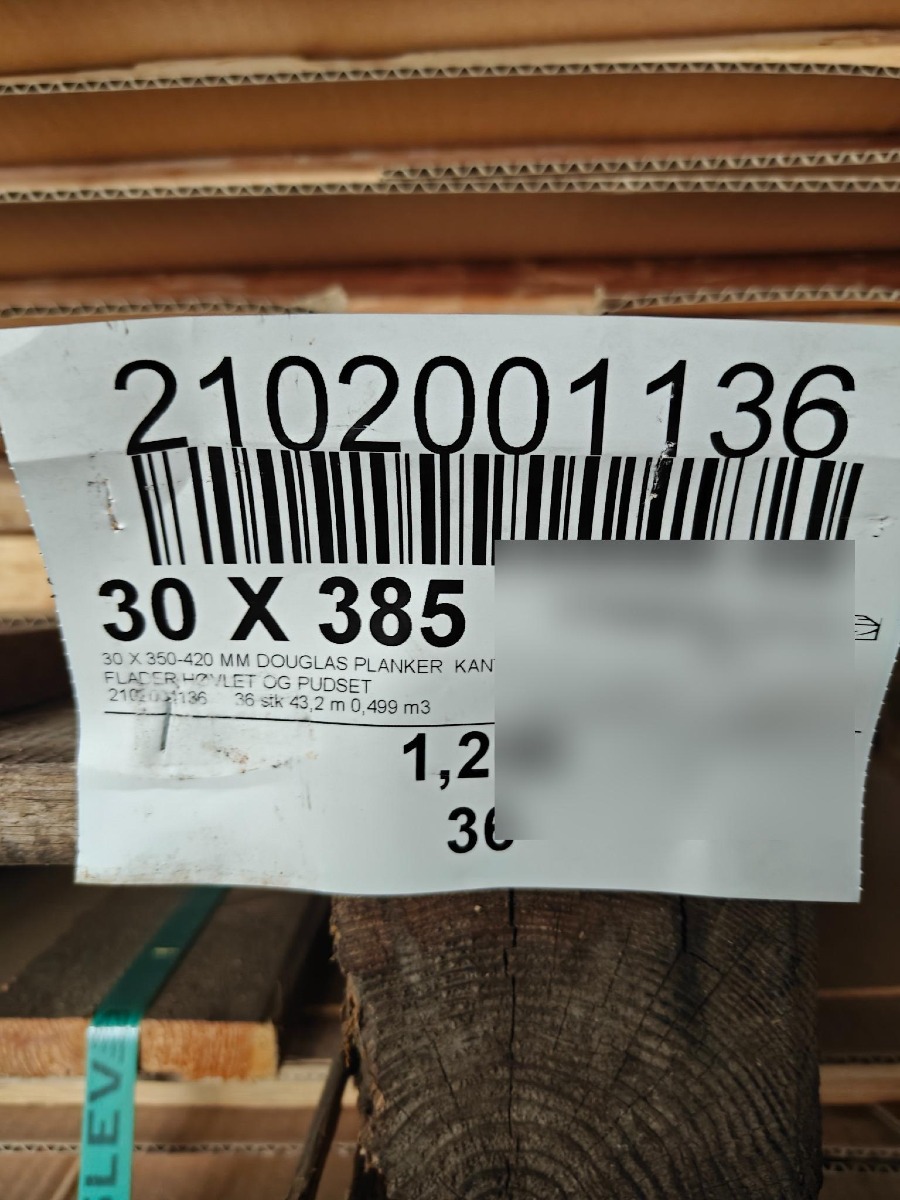 2102001136
30 X 385
30 X 350-420 MM DOUGLAS PLANKER
FLADER HØVLET OG PUDSET
2102001136 36 stk 43,2 m 0,499 m3
1,2
36